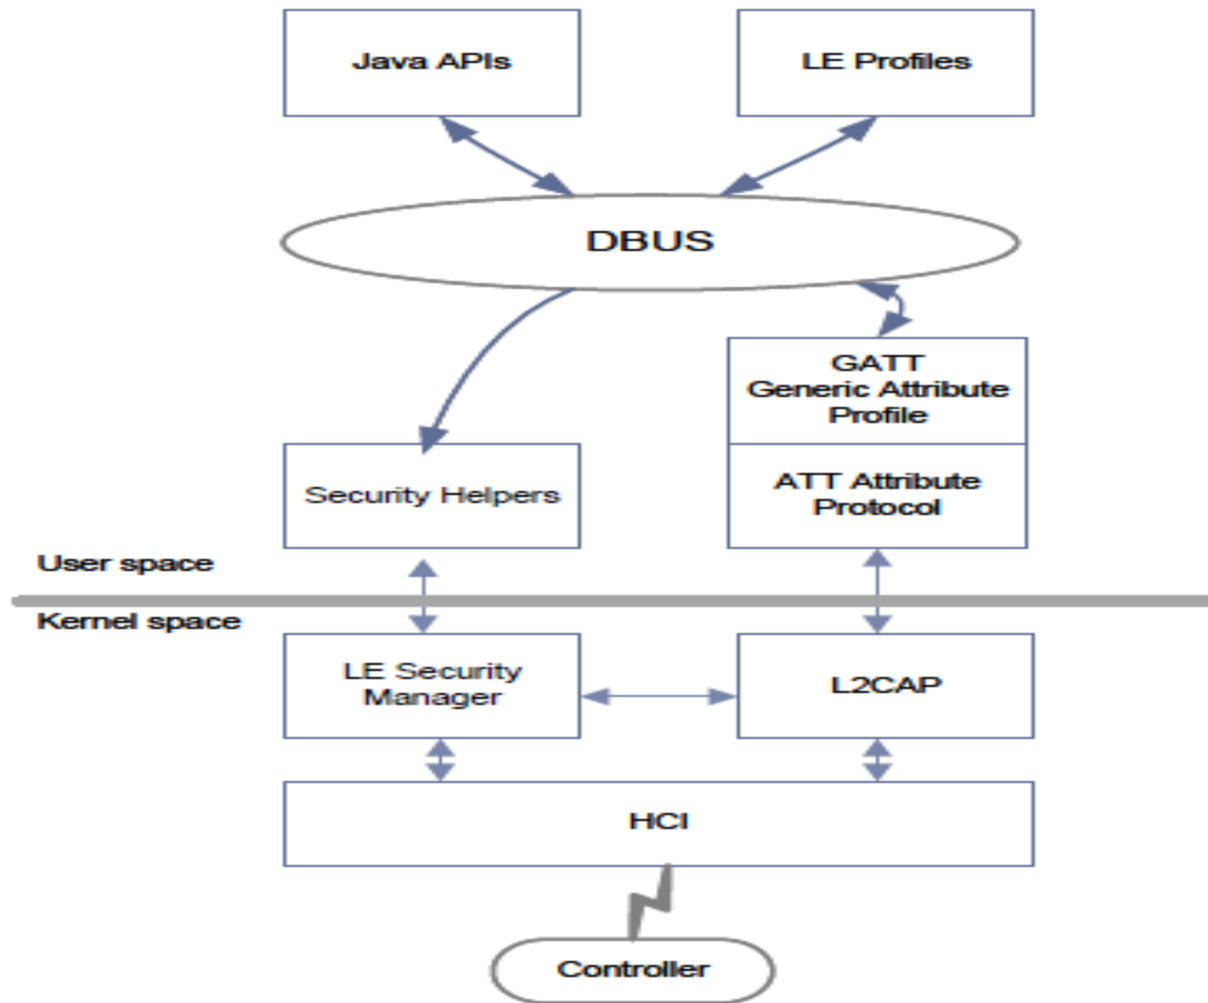 Java APIs
LE Profiles
DBUS
GATT
Generic Attribute
Profile
Security Helpers
ATT Attribute
Protocol
User space
Kernel space
LE Security
Manager
L2CAP
HCI
Controller